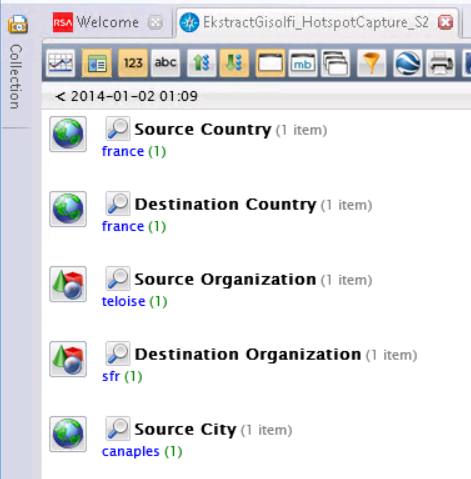 RSA Welcome
EkstractGisolfi_HotspotCapture_S2
Collection
123 abc mb
< 2014-01-02 01:09
Source Country (1 item)
france (1)
Destination Country (1 item)
france (1)
Source Organization (1 item)
teloise (1)
Destination Organization (1 item)
sfr (1)
Source City (1 item)
canaples (1)